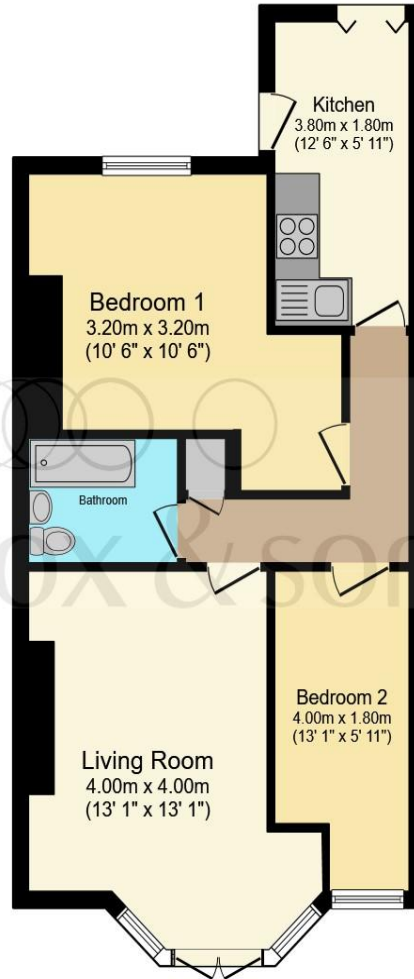 Kitchen
3.80m x 1.80m
(12' 6" x 5' 11")
Bedroom 1
3.20m x 3.20m
(10' 6" x 10' 6")
Bathroom
ox & son
Bedroom 2
4.00m x 1.80m
(13' 1" x 5' 11")
Living Room
4.00m x 4.00m
(13' 1" x 13' 1")